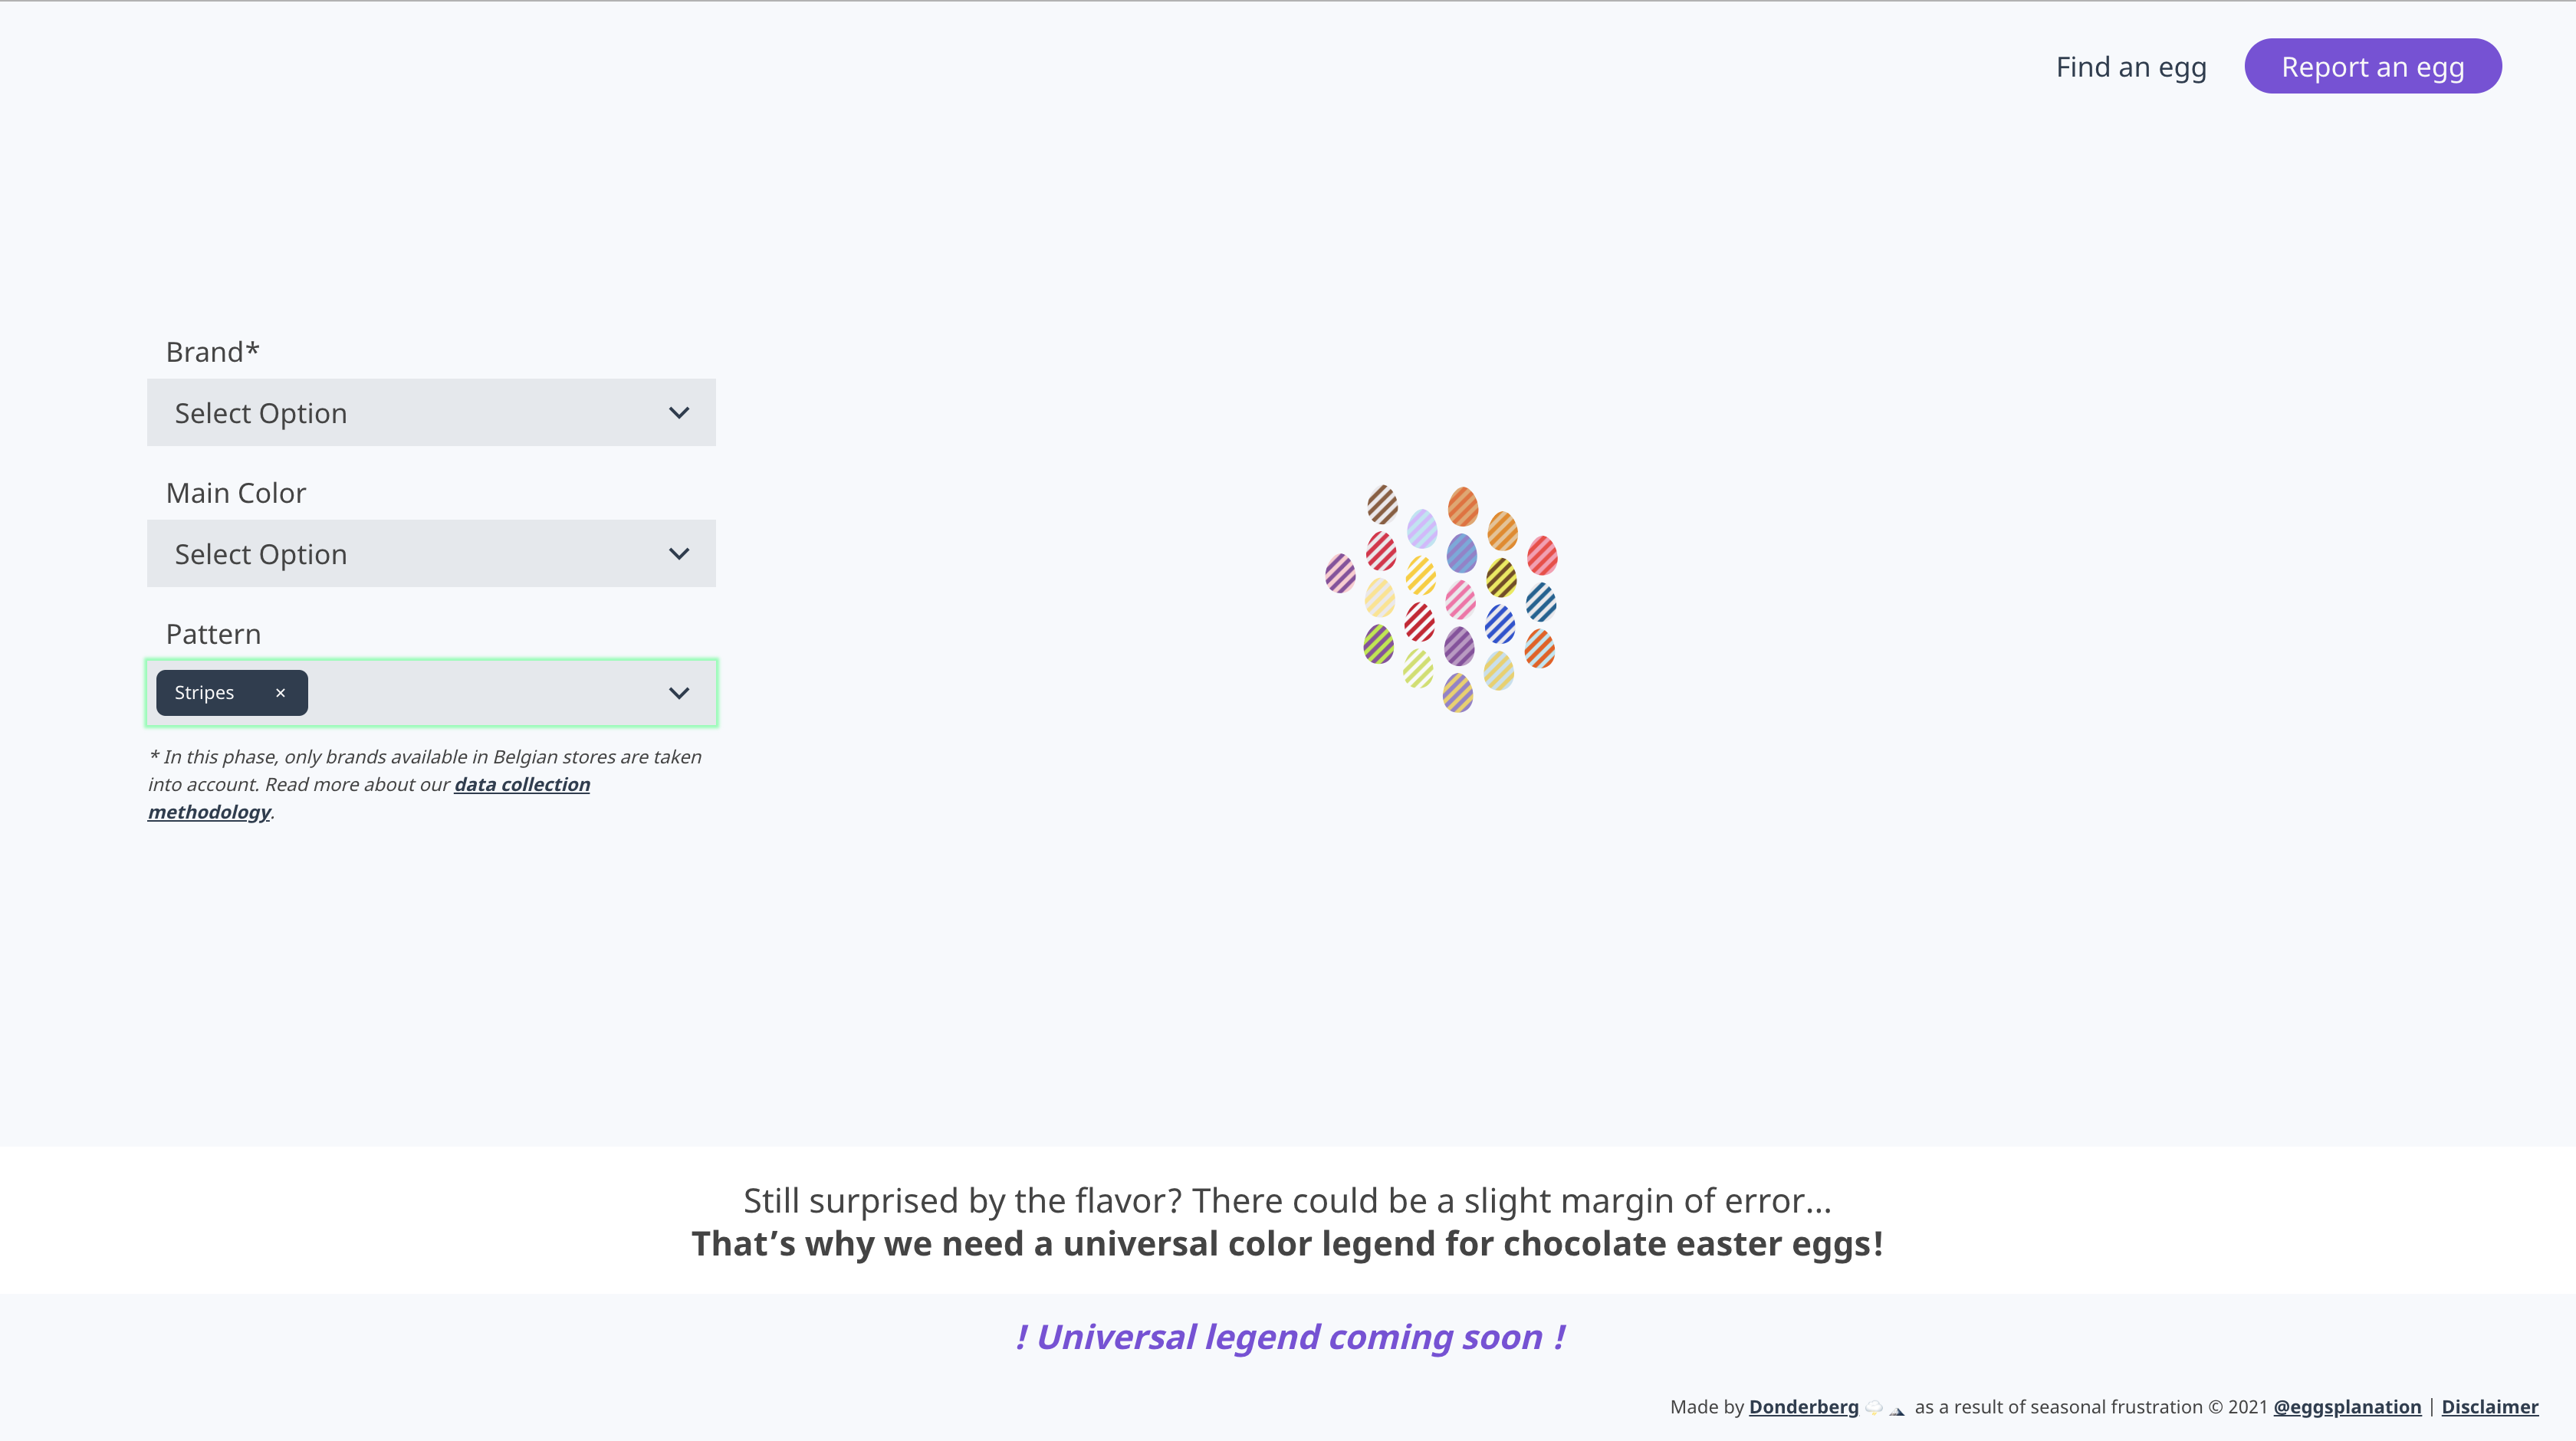 Find an egg
Report an egg
Brand*
Select Option
Main Color
Select Option
Pattern
Stripes ×
* In this phase, only brands available in Belgian stores are taken
into account. Read more about our data collection
methodology.
Still surprised by the flavor? There could be a slight margin of error...
That’s why we need a universal color legend for chocolate easter eggs!
! Universal legend coming soon !
Made by Donderberg 🌩️ 🏔️ as a result of seasonal frustration © 2021 @eggsplanation | Disclaimer